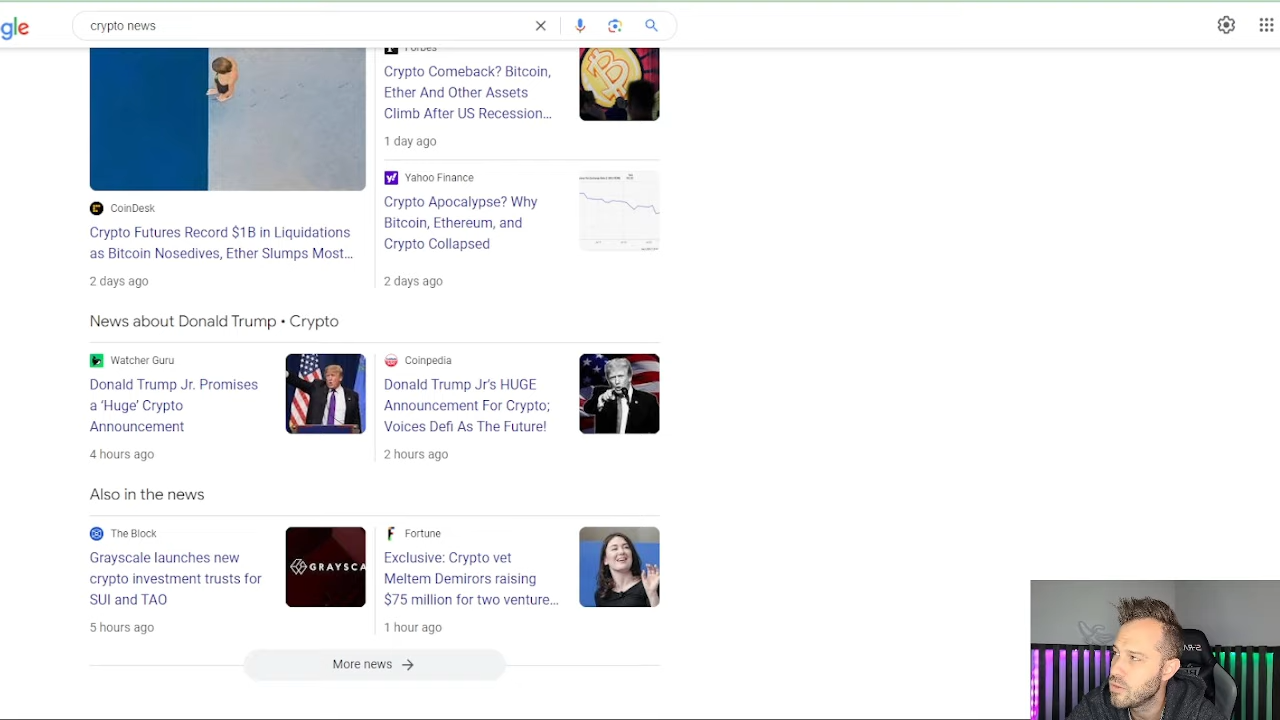 gle
crypto news
Forbes
Crypto Comeback? Bitcoin,
Ether And Other Assets
Climb After US Recession...
1 day ago
Yahoo Finance
Crypto Apocalypse? Why
Bitcoin, Ethereum, and
Crypto Collapsed
2 days ago
CoinDesk
Crypto Futures Record $1B in Liquidations
as Bitcoin Nosedives, Ether Slumps Most...
2 days ago
News about Donald Trump • Crypto
Watcher Guru
Donald Trump Jr. Promises
a ‘Huge’ Crypto
Announcement
4 hours ago
Coinpedia
Donald Trump Jr’s HUGE
Announcement For Crypto;
Voices Defi As The Future!
2 hours ago
Also in the news
The Block
Grayscale launches new
crypto investment trusts for
SUI and TAO
5 hours ago
GRAYSCA
Fortune
Exclusive: Crypto vet
Meltem Demirors raising
$75 million for two venture...
1 hour ago
More news